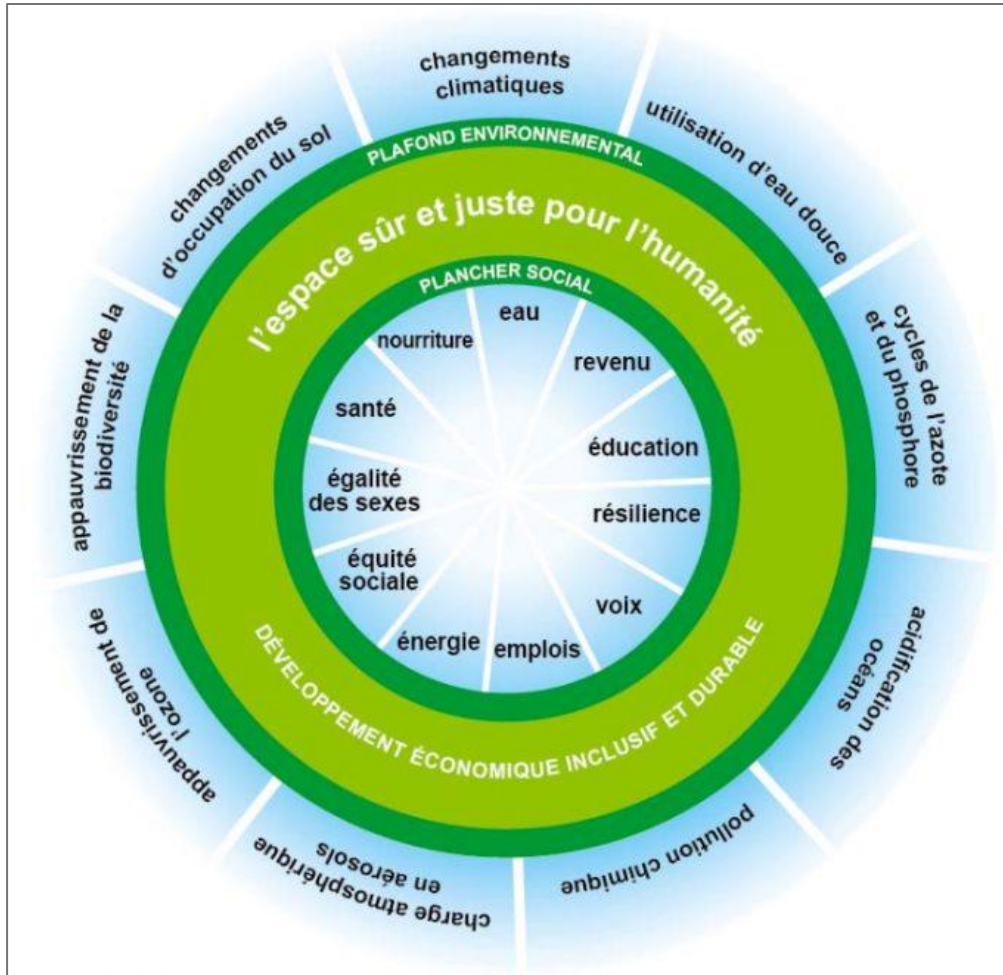 changements
climatiques
utilisation d'eau douce
cycles de l'azote
et du phosphore
acidification des
océans
pollution chimique
charge atmosphérique
en aérosols
appauvrissement de
l'ozone
appauvrissement de la
biodiversité
changements
d'occupation du sol
PLAFOND ENVIRONNEMENTAL
l'espace sûr et juste pour l'humanité
PLANCHER SOCIAL
eau
revenu
éducation
résilience
voix
emplois
énergie
équité
sociale
égalité
des sexes
santé
nourriture
DÉVELOPPEMENT ÉCONOMIQUE INCLUSIF ET DURABLE